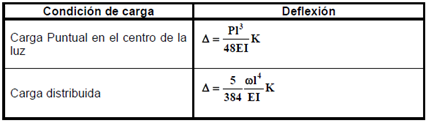 Condición de carga Deflexión
Carga Puntual en el centro de la luz Δ = Pl³/48EI K
Carga distribuida Δ = 5/384 ωl⁴/EI K